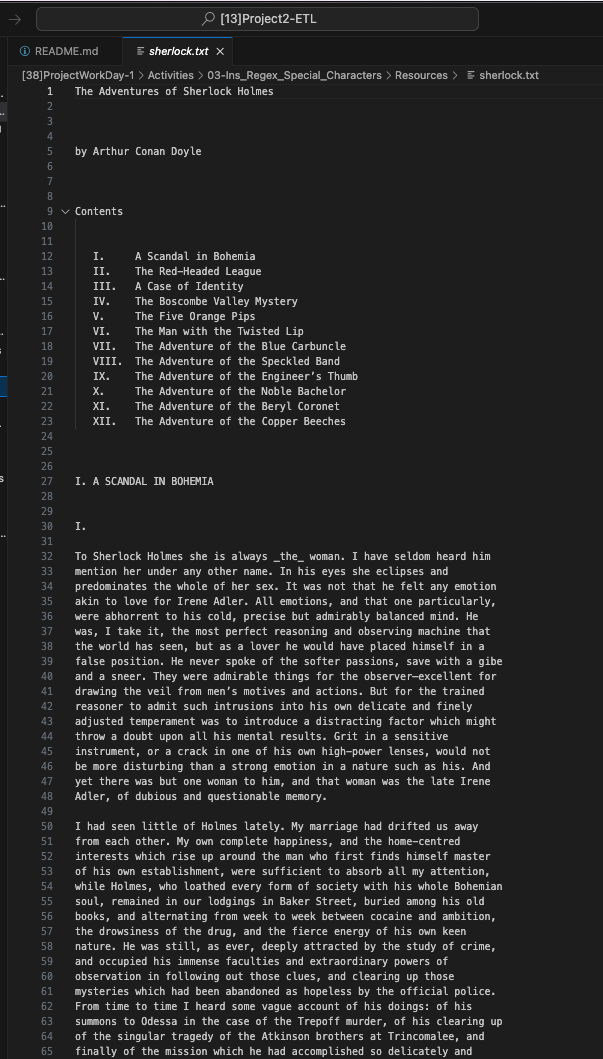 [13]Project2-ETL
README.md
sherlock.txt
[38]ProjectWorkDay-1 > Activities > 03-Ins_Regex_Special_Characters > Resources > sherlock.txt
1 The Adventures of Sherlock Holmes
2
3
4
5 by Arthur Conan Doyle
6
7
8
9 Contents
10
11
12 I. A Scandal in Bohemia
13 II. The Red-Headed League
14 III. A Case of Identity
15 IV. The Boscombe Valley Mystery
16 V. The Five Orange Pips
17 VI. The Man with the Twisted Lip
18 VII. The Adventure of the Blue Carbuncle
19 VIII. The Adventure of the Speckled Band
20 IX. The Adventure of the Engineer’s Thumb
21 X. The Adventure of the Noble Bachelor
22 XI. The Adventure of the Beryl Coronet
23 XII. The Adventure of the Copper Beeches
24
25
26
27 I. A SCANDAL IN BOHEMIA
28
29
30 I.
31
32 To Sherlock Holmes she is always _the_ woman. I have seldom heard him
33 mention her under any other name. In his eyes she eclipses and
34 predominates the whole of her sex. It was not that he felt any emotion
35 akin to love for Irene Adler. All emotions, and that one particularly,
36 were abhorrent to his cold, precise but admirably balanced mind. He
37 was, I take it, the most perfect reasoning and observing machine that
38 the world has seen, but as a lover he would have placed himself in a
39 false position. He never spoke of the softer passions, save with a gibe
40 and a sneer. They were admirable things for the observer—excellent for
41 drawing the veil from men’s motives and actions. But for the trained
42 reasoner to admit such intrusions into his own delicate and finely
43 adjusted temperament was to introduce a distracting factor which might
44 throw a doubt upon all his mental results. Grit in a sensitive
45 instrument, or a crack in one of his own high-power lenses, would not
46 be more disturbing than a strong emotion in a nature such as his. And
47 yet there was but one woman to him, and that woman was the late Irene
48 Adler, of dubious and questionable memory.
49
50 I had seen little of Holmes lately. My marriage had drifted us away
51 from each other. My own complete happiness, and the home-centred
52 interests which rise up around the man who first finds himself master
53 of his own establishment, were sufficient to absorb all my attention,
54 while Holmes, who loathed every form of society with his whole Bohemian
55 soul, remained in our lodgings in Baker Street, buried among his old
56 books, and alternating from week to week between cocaine and ambition,
57 the drowsiness of the drug, and the fierce energy of his own keen
58 nature. He was still, as ever, deeply attracted by the study of crime,
59 and occupied his immense faculties and extraordinary powers of
60 observation in following out those clues, and clearing up those
61 mysteries which had been abandoned as hopeless by the official police.
62 From time to time I heard some vague account of his doings: of his
63 summons to Odessa in the case of the Trepoff murder, of his clearing up
64 of the singular tragedy of the Atkinson brothers at Trincomalee, and
65 finally of the mission which he had accomplished so delicately and